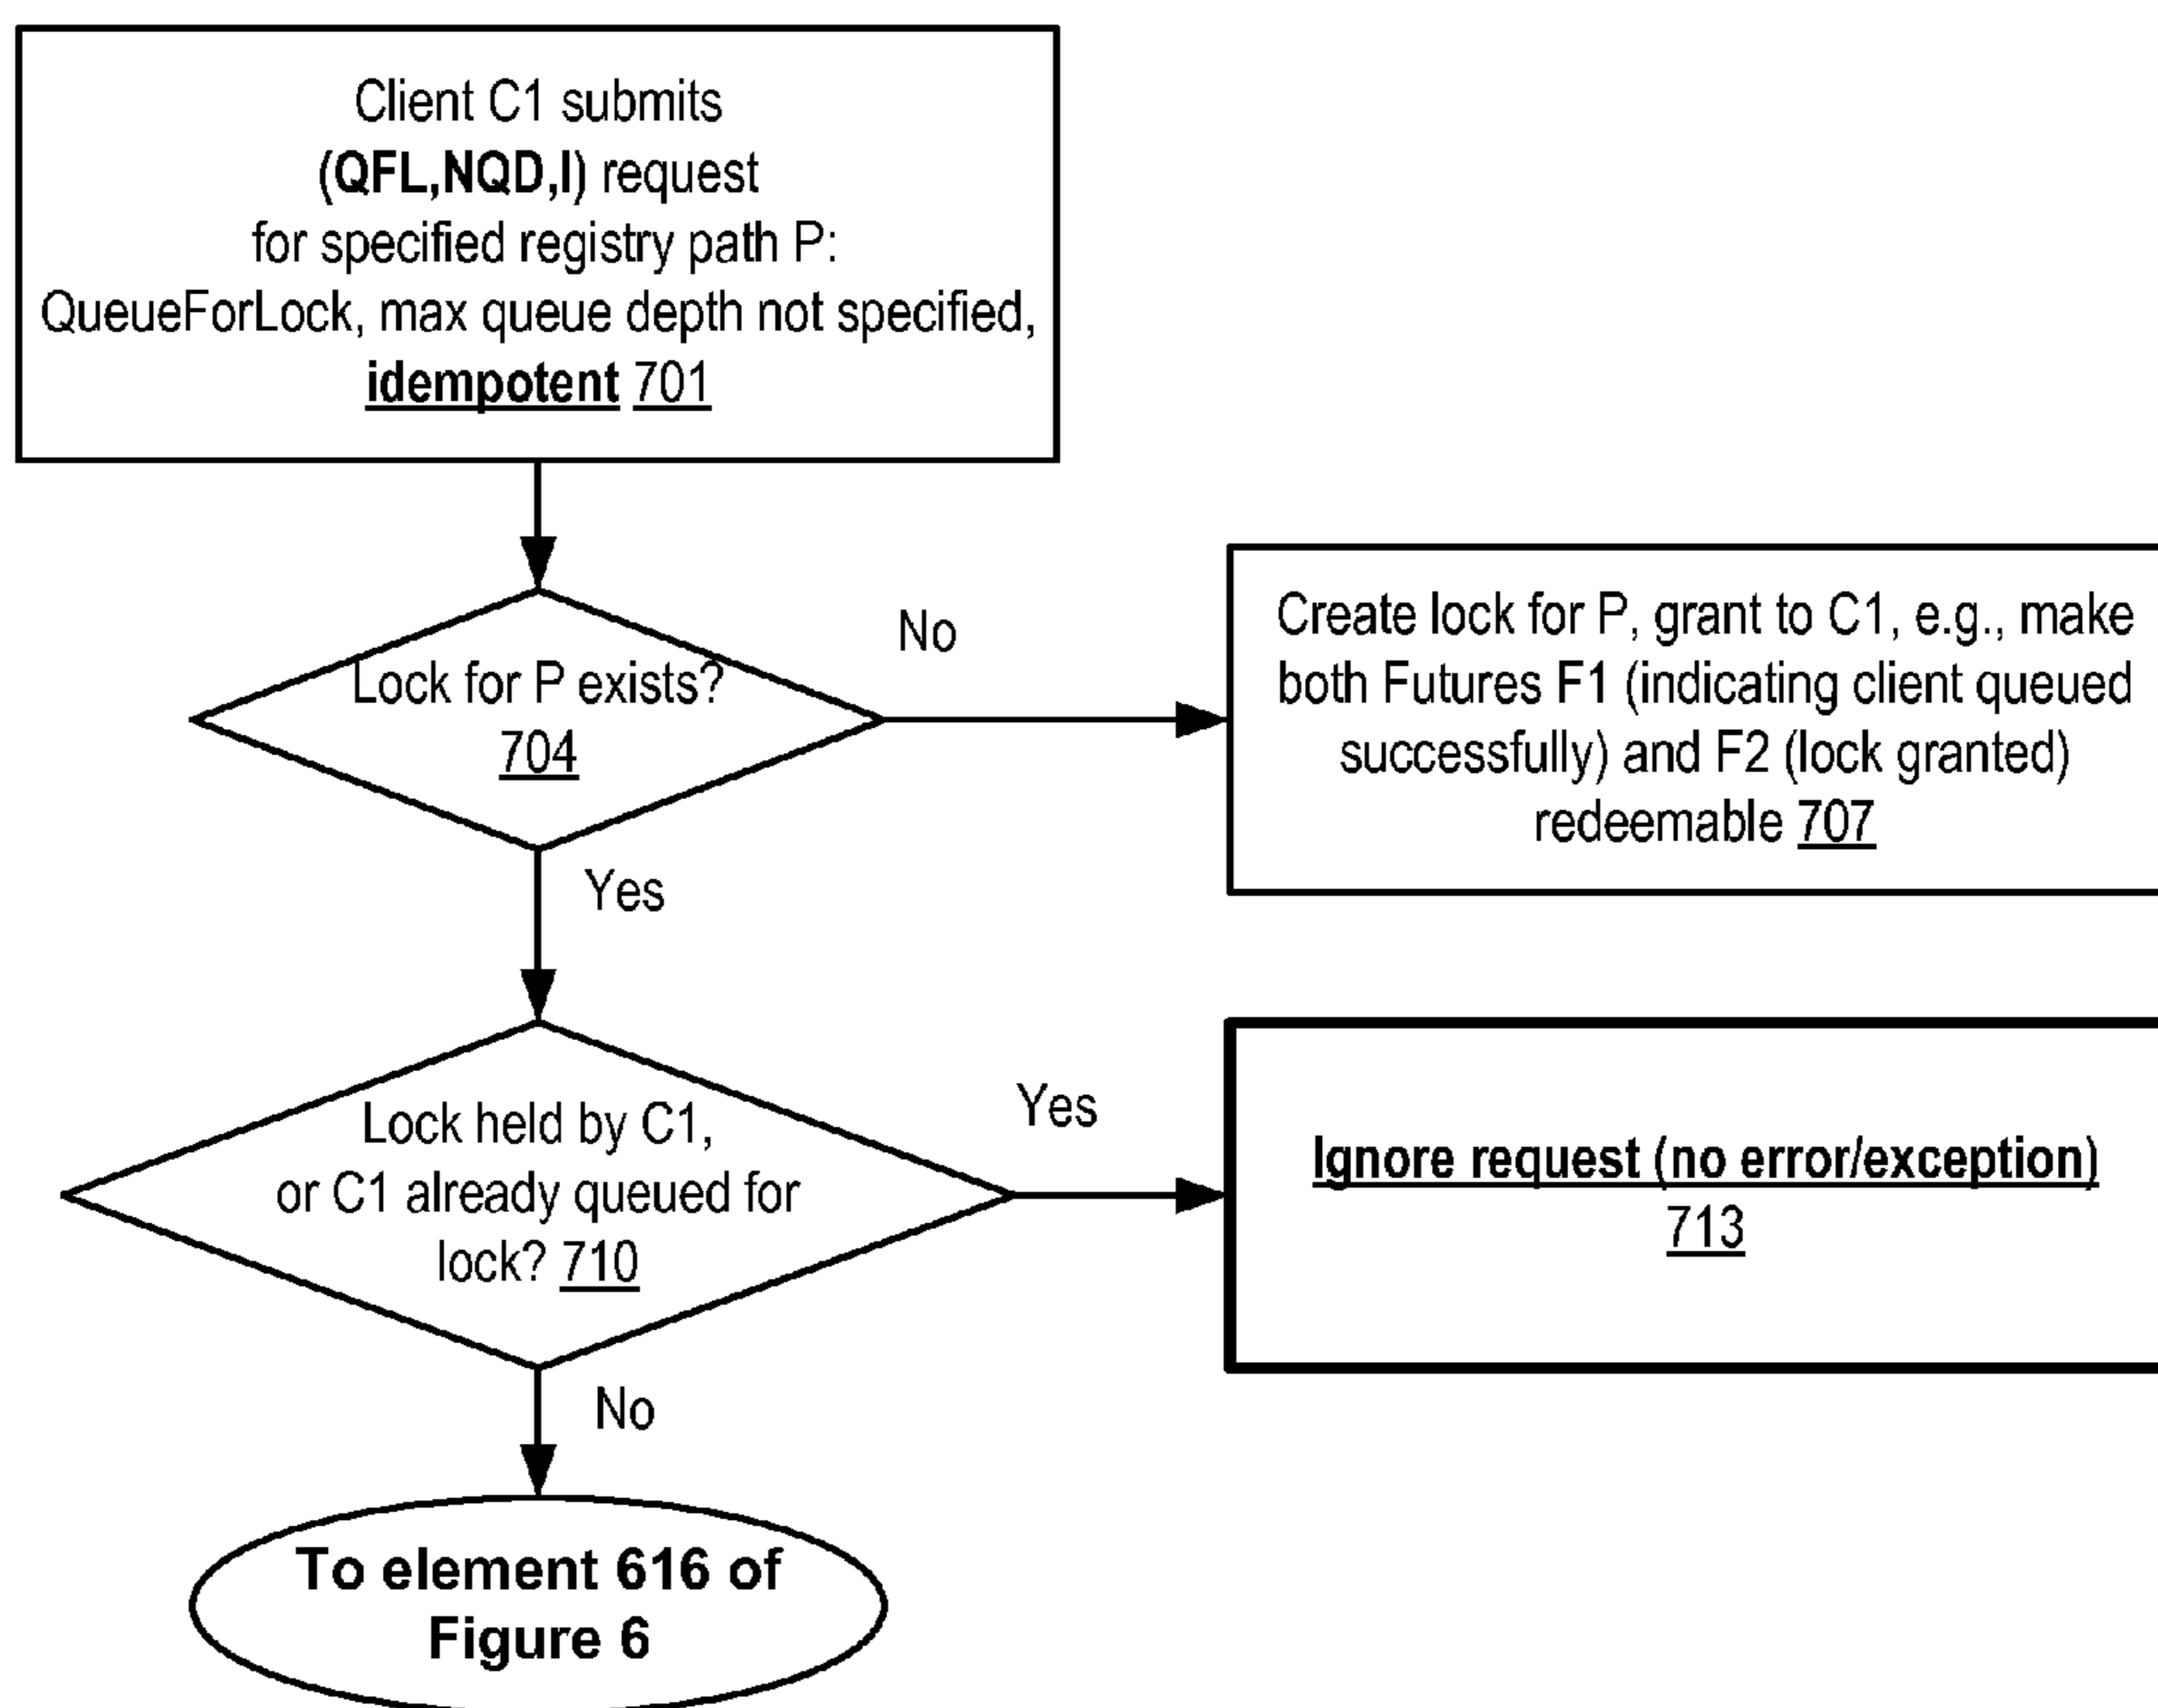 Client C1 submits
(QFL,NQD,I) request
for specified registry path P:
QueueForLock, max queue depth not specified,
idempotent 701
Lock for P exists?
704
No
Create lock for P, grant to C1, e.g., make
both Futures F1 (indicating client queued
successfully) and F2 (lock granted)
redeemable 707
Yes
Lock held by C1,
or C1 already queued for
lock? 710
Yes
Ignore request (no error/exception)
713
No
To element 616 of
Figure 6